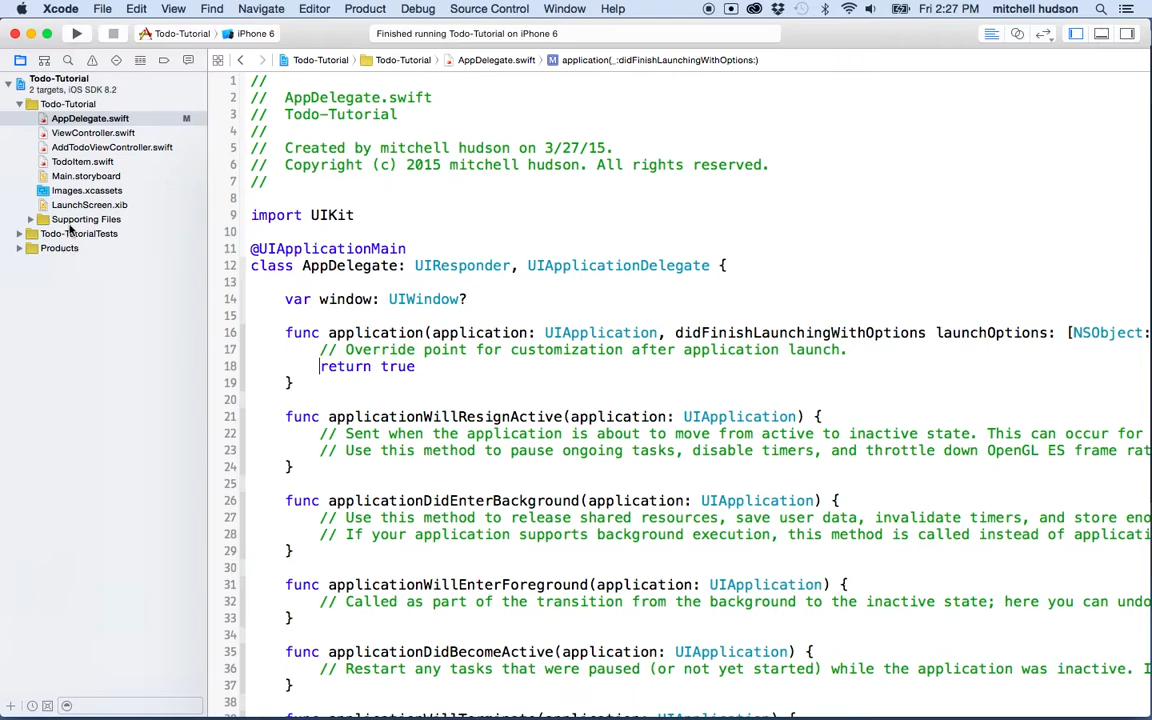 Xcode File Edit View Find Navigate Editor Product Debug Source Control Window Help Fri 2:27 PM mitchell hudson
Todo-Tutorial iPhone 6 Finished running Todo-Tutorial on iPhone 6
Todo-Tutorial Todo-Tutorial AppDelegate.swift M application(_:didFinishLaunchingWithOptions:)
Todo-Tutorial
2 targets, iOS SDK 8.2
Todo-Tutorial
AppDelegate.swift M
ViewController.swift
AddTodoViewController.swift
TodoItem.swift
Main.storyboard
Images.xcassets
LaunchScreen.xib
Supporting Files
Todo-TutorialTests
Products
1 //
2 // AppDelegate.swift
3 // Todo-Tutorial
4 //
5 // Created by mitchell hudson on 3/27/15.
6 // Copyright (c) 2015 mitchell hudson. All rights reserved.
7 //
8
9 import UIKit
10
11 @UIApplicationMain
12 class AppDelegate: UIResponder, UIApplicationDelegate {
13
14 var window: UIWindow?
15
16 func application(application: UIApplication, didFinishLaunchingWithOptions launchOptions: [NSObject:
17 // Override point for customization after application launch.
18 return true
19 }
20
21 func applicationWillResignActive(application: UIApplication) {
22 // Sent when the application is about to move from active to inactive state. This can occur for
23 // Use this method to pause ongoing tasks, disable timers, and throttle down OpenGL ES frame rat
24 }
25
26 func applicationDidEnterBackground(application: UIApplication) {
27 // Use this method to release shared resources, save user data, invalidate timers, and store eno
28 // If your application supports background execution, this method is called instead of applicati
29 }
30
31 func applicationWillEnterForeground(application: UIApplication) {
32 // Called as part of the transition from the background to the inactive state; here you can undo
33 }
34
35 func applicationDidBecomeActive(application: UIApplication) {
36 // Restart any tasks that were paused (or not yet started) while the application was inactive. I
37 }
38
func applicationWillTerminate(application: UIApplication) {